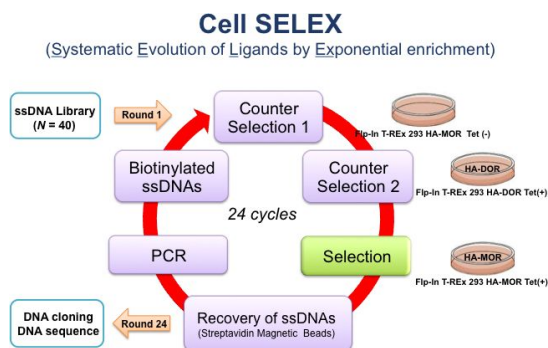 Cell SELEX
(Systematic Evolution of Ligands by Exponential enrichment)
ssDNA Library
(N = 40)
Round 1
Counter
Selection 1
Flp-In T-REx 293 HA-MOR Tet (-)
Biotinylated
ssDNAs
Counter
Selection 2
HA-DOR
Flp-In T-REx 293 HA-DOR Tet(+)
24 cycles
PCR
Selection
HA-MOR
Flp-In T-REx 293 HA-MOR Tet(+)
DNA cloning
DNA sequence
Round 24
Recovery of ssDNAs
(Streptavidin Magnetic Beads)